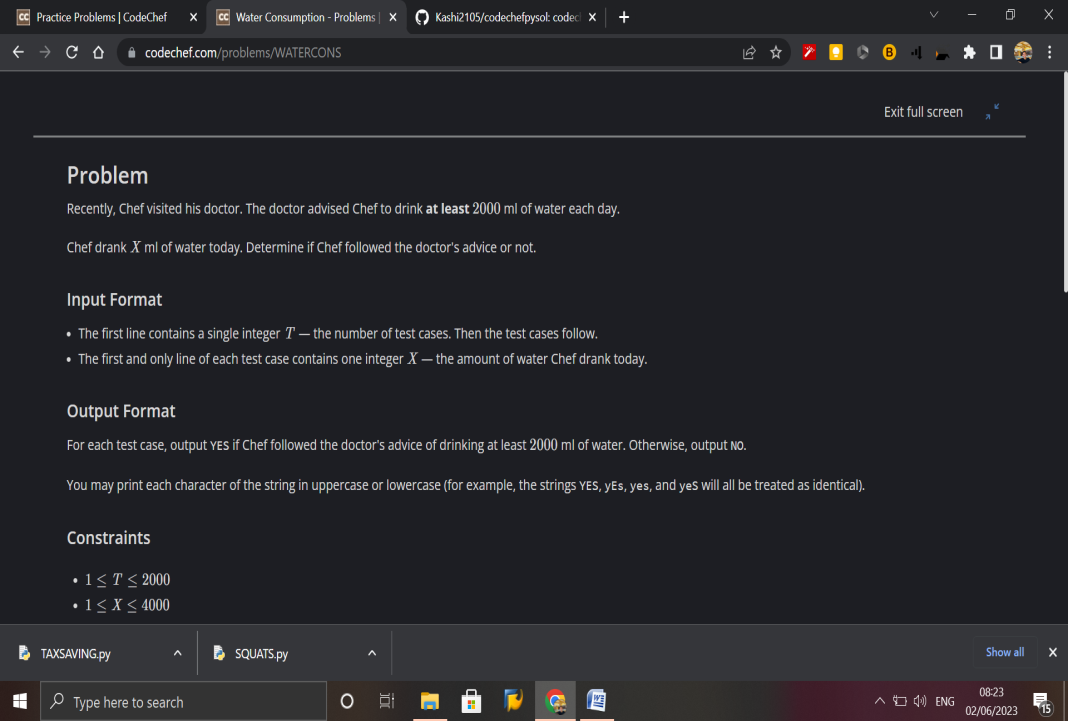 Practice Problems | CodeChef
Water Consumption - Problems |
Kashi2105/codechefpysol: codec
codechef.com/problems/WATERCONS
Exit full screen
Problem
Recently, Chef visited his doctor. The doctor advised Chef to drink at least 2000 ml of water each day.
Chef drank X ml of water today. Determine if Chef followed the doctor's advice or not.
Input Format
• The first line contains a single integer T — the number of test cases. Then the test cases follow.
• The first and only line of each test case contains one integer X — the amount of water Chef drank today.
Output Format
For each test case, output YES if Chef followed the doctor's advice of drinking at least 2000 ml of water. Otherwise, output NO.
You may print each character of the string in uppercase or lowercase (for example, the strings YES, yEs, yes, and yeS will all be treated as identical).
Constraints
• 1 ≤ T ≤ 2000
• 1 ≤ X ≤ 4000
TAXSAVING.py
SQUATS.py
Show all
Type here to search
ENG
08:23
02/06/2023
15